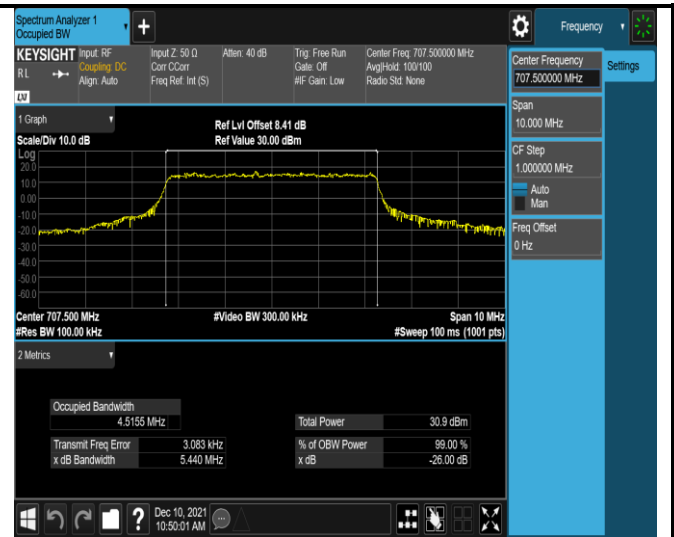 Spectrum Analyzer 1
Occupied BW
+
Frequency
KEYSIGHT
RL
LXI
Input: RF
Coupling: DC
Align: Auto
Input Z: 50 Ω
Corr CCorr
Freq Ref: Int (S)
Atten: 40 dB
Trig: Free Run
Gate: Off
#IF Gain: Low
Center Freq: 707.500000 MHz
Avg|Hold: 100/100
Radio Std: None
Center Frequency
707.500000 MHz
Settings
Span
10.000 MHz
CF Step
1.000000 MHz
Auto
Man
Freq Offset
0 Hz
1 Graph
Scale/Div 10.0 dB
Ref Lvl Offset 8.41 dB
Ref Value 30.00 dBm
Log
20.0
10.0
0.00
-10.0
-20.0
-30.0
-40.0
-50.0
-60.0
Center 707.500 MHz
#Res BW 100.00 kHz
#Video BW 300.00 kHz
Span 10 MHz
#Sweep 100 ms (1001 pts)
2 Metrics
Occupied Bandwidth
4.5155 MHz
Total Power 30.9 dBm
Transmit Freq Error 3.083 kHz
% of OBW Power 99.00 %
x dB Bandwidth 5.440 MHz
x dB -26.00 dB
?
Dec 10, 2021
10:50:01 AM